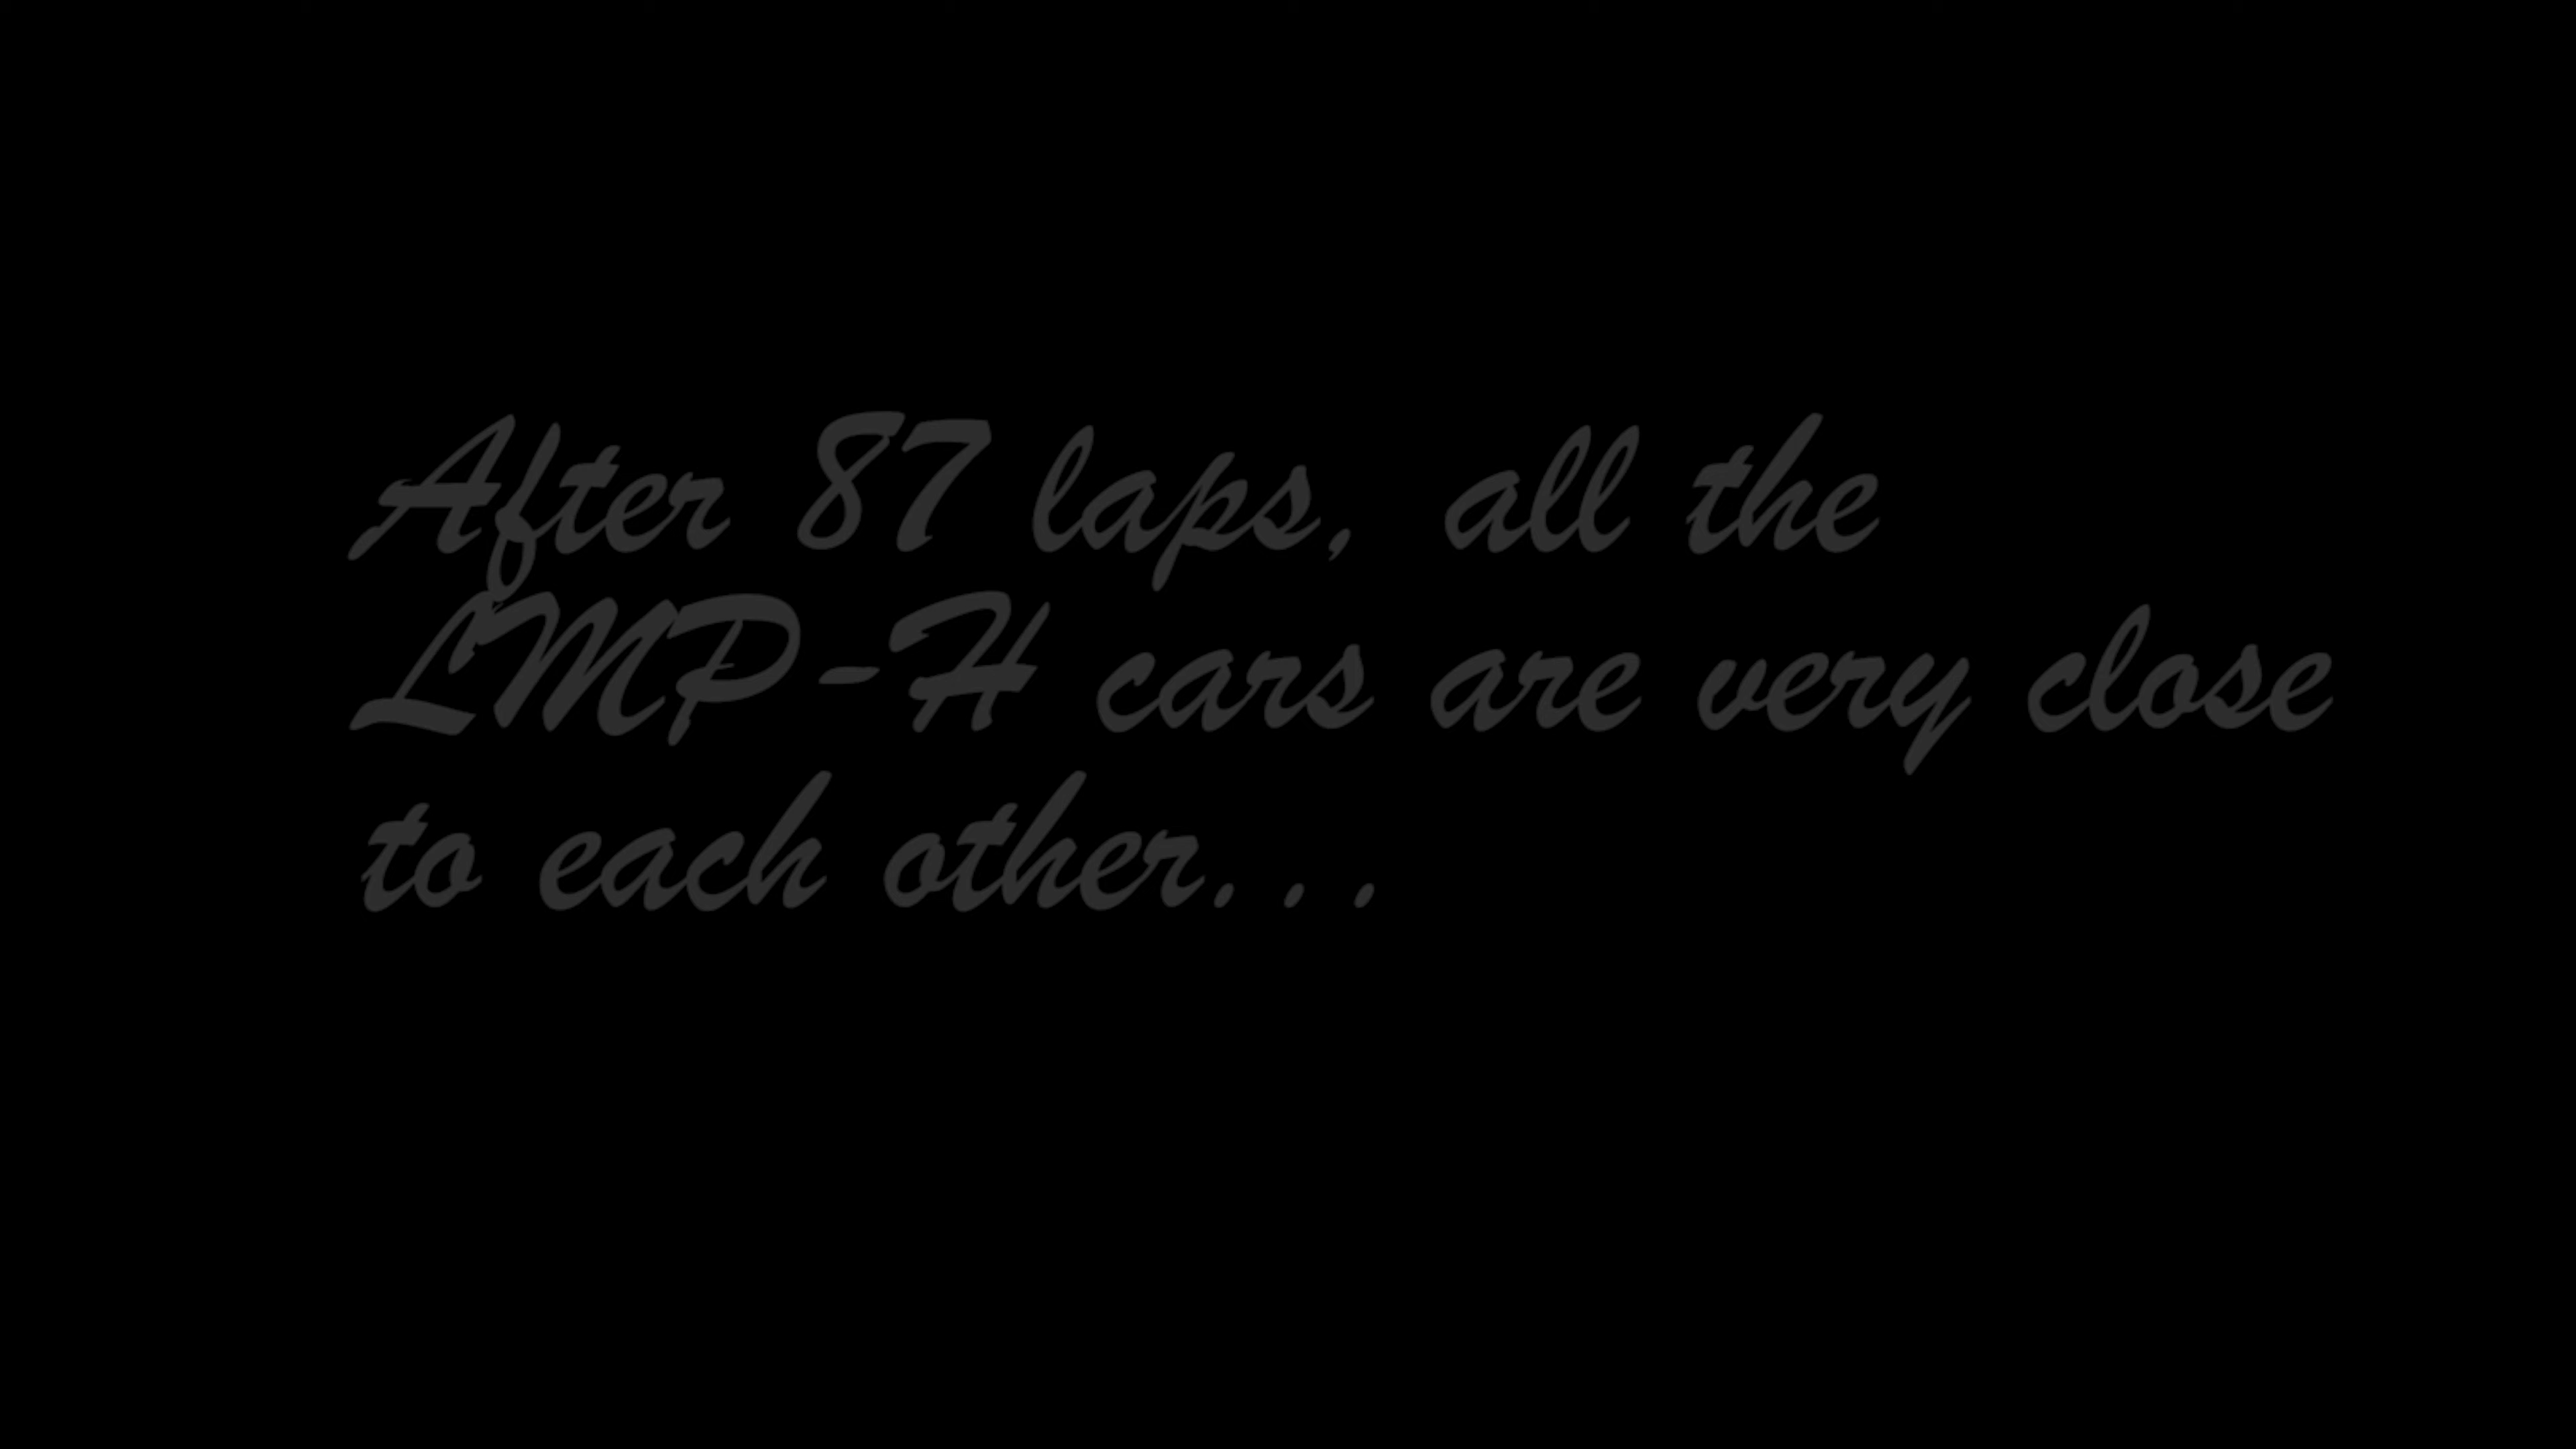 After 87 laps, all the
LMP-H cars are very close
to each other...